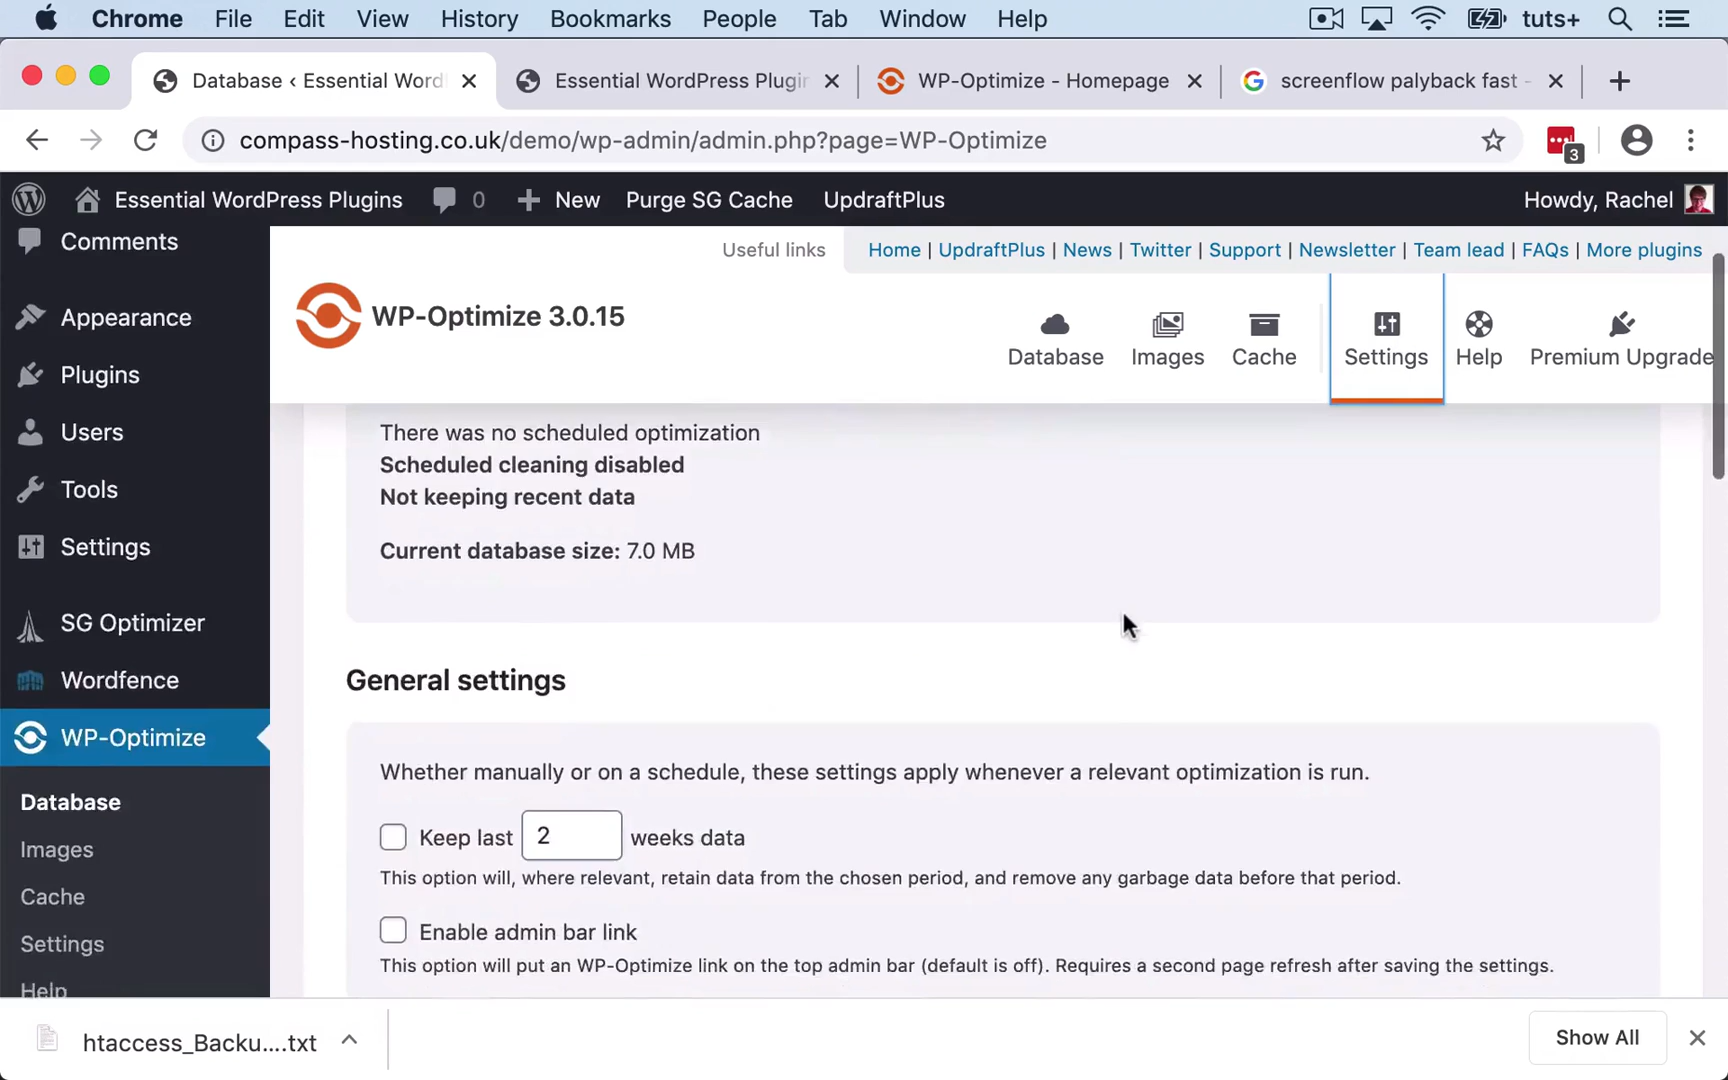 Chrome File Edit View History Bookmarks People Tab Window Help tuts+
Database ‹ Essential Word
Essential WordPress Plugin
WP-Optimize - Homepage
screenflow palyback fast -
compass-hosting.co.uk/demo/wp-admin/admin.php?page=WP-Optimize
3
Essential WordPress Plugins 0 New Purge SG Cache UpdraftPlus Howdy, Rachel
Comments
Appearance
Plugins
Users
Tools
Settings
SG Optimizer
Wordfence
WP-Optimize
Database
Images
Cache
Settings
Help
Useful links Home | UpdraftPlus | News | Twitter | Support | Newsletter | Team lead | FAQs | More plugins
WP-Optimize 3.0.15
Database Images Cache Settings Help Premium Upgrade
There was no scheduled optimization
Scheduled cleaning disabled
Not keeping recent data
Current database size: 7.0 MB
General settings
Whether manually or on a schedule, these settings apply whenever a relevant optimization is run.
Keep last 2 weeks data
This option will, where relevant, retain data from the chosen period, and remove any garbage data before that period.
Enable admin bar link
This option will put an WP-Optimize link on the top admin bar (default is off). Requires a second page refresh after saving the settings.
htaccess_Backu....txt
Show All